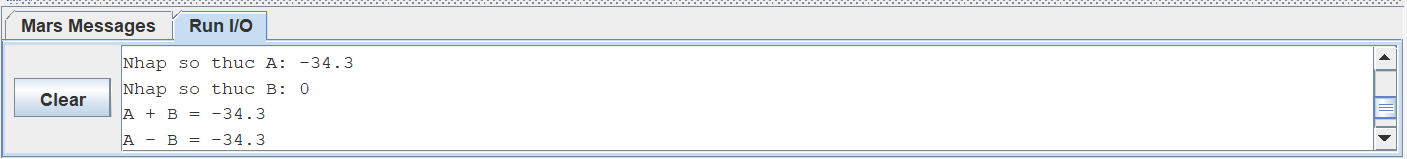 Mars Messages Run I/O
Clear
Nhap so thuc A: -34.3
Nhap so thuc B: 0
A + B = -34.3
A - B = -34.3